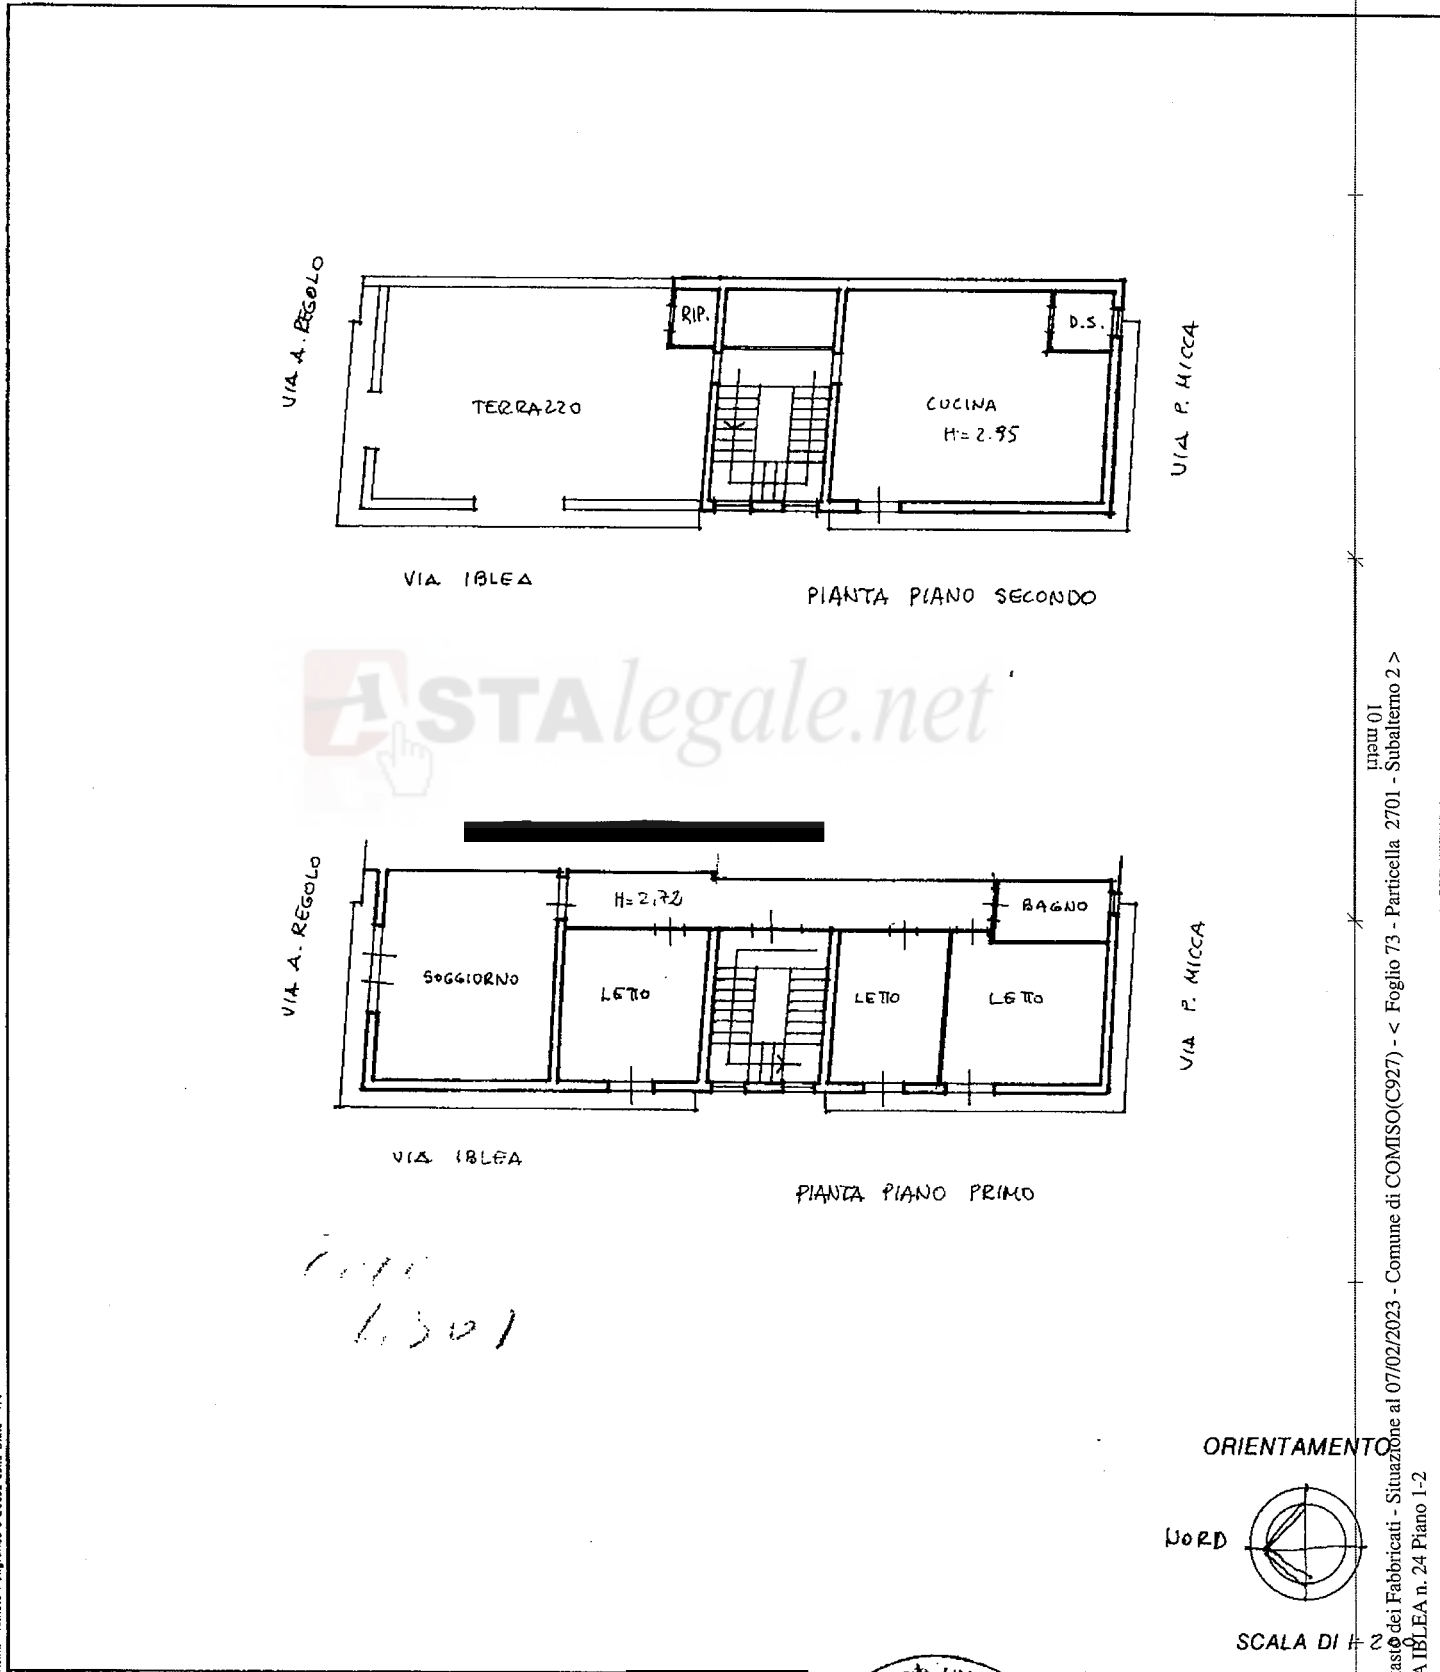 VIA A. REGOLO
RIP.
D.S.
TERRAZZO
CUCINA
H=2.95
VIA P. MICCA
VIA IBLEA
PIANTA PIANO SECONDO
ASTAlegale.net
VIA A. REGOLO
H=2,72
BAGNO
SOGGIORNO
LETTO
LETTO
LETTO
VIA P. MICCA
VIA IBLEA
PIANTA PIANO PRIMO
ORIENTAMENTO
NORD
SCALA DI 1:200
10 metri
dei Fabbricati - Situazione al 07/02/2023 - Comune di COMISO(C927) - < Foglio 73 - Particella 2701 - Subalterno 2 >
IBLEA n. 24 Piano 1-2